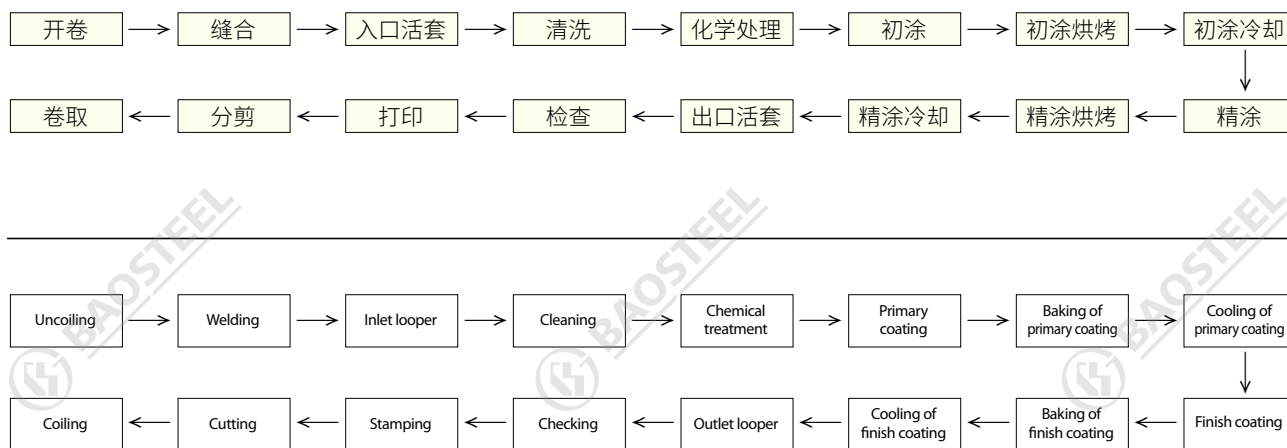 开卷
缝合
入口活套
清洗
化学处理
初涂
初涂烘烤
初涂冷却
精涂
精涂烘烤
精涂冷却
出口活套
检查
打印
分剪
卷取
BAOSTEEL
BAOSTEEL
BAOSTEEL
Uncoiling
Welding
Inlet looper
Cleaning
Chemical
treatment
Primary
coating
Baking of
primary coating
Cooling of
primary coating
Finish coating
Baking of
finish coating
Cooling of
finish coating
Outlet looper
Checking
Stamping
Cutting
Coiling